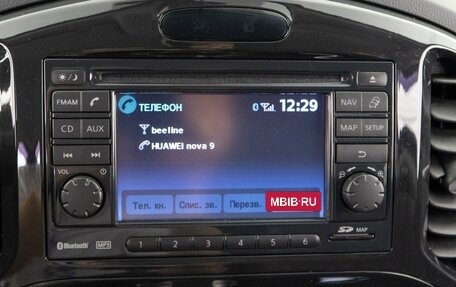 FM·AM
CD
AUX
VOL
ТЕЛЕФОН
12:29
beeline
HUAWEI nova 9
Тел. кн.
Спис. зв.
Перезв.
MBIB·RU
NAV
MAP
SETUP
Bluetooth
MP3
1
2
3
4
5
6
SD
MAP